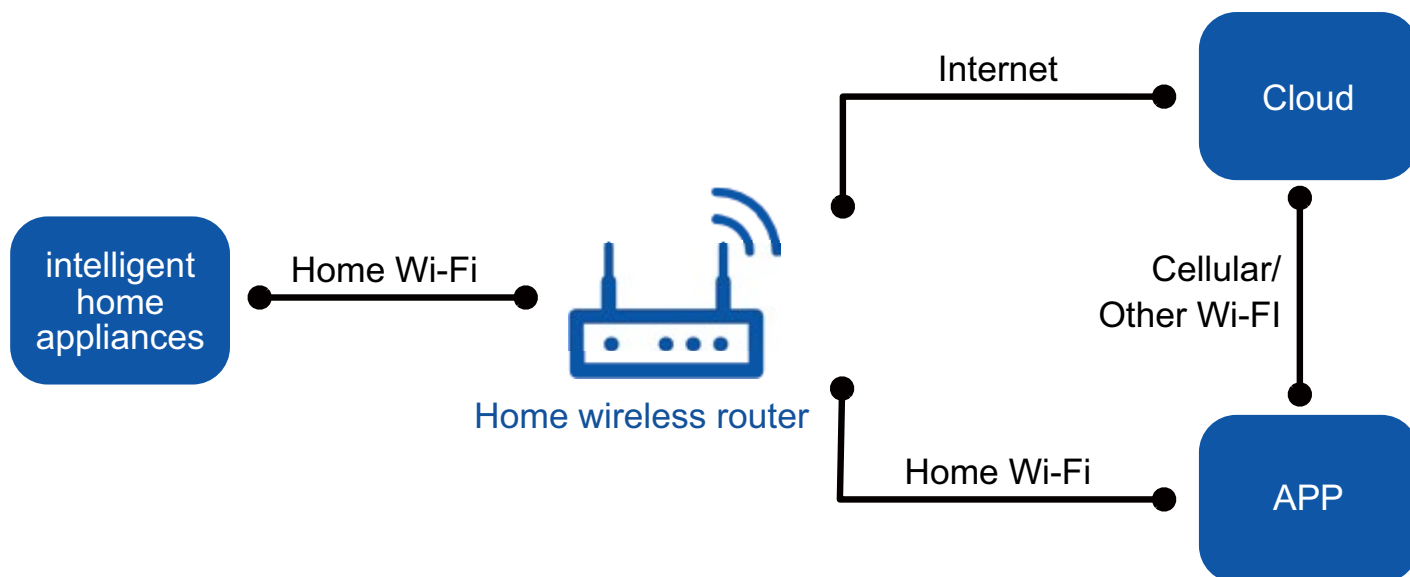 Internet
Cloud
intelligent
home
appliances
Home Wi-Fi
Cellular/
Other Wi-FI
Home wireless router
Home Wi-Fi
APP